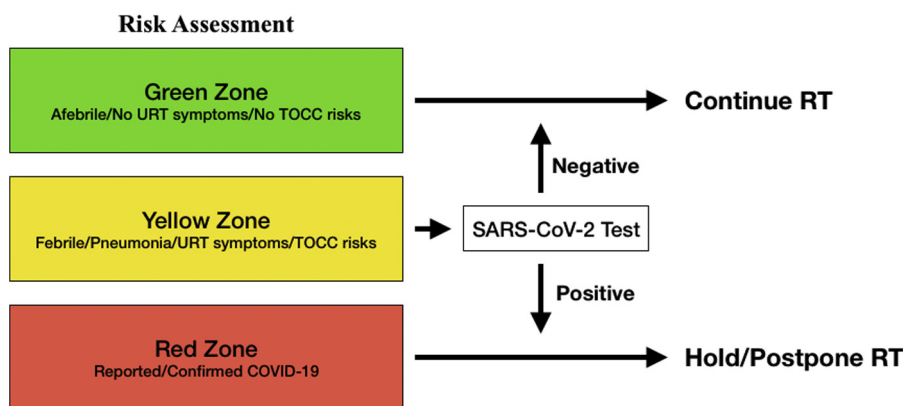 Risk Assessment
Green Zone
Afebrile/No URT symptoms/No TOCC risks
Continue RT
Negative
Yellow Zone
Febrile/Pneumonia/URT symptoms/TOCC risks
SARS-CoV-2 Test
Positive
Red Zone
Reported/Confirmed COVID-19
Hold/Postpone RT